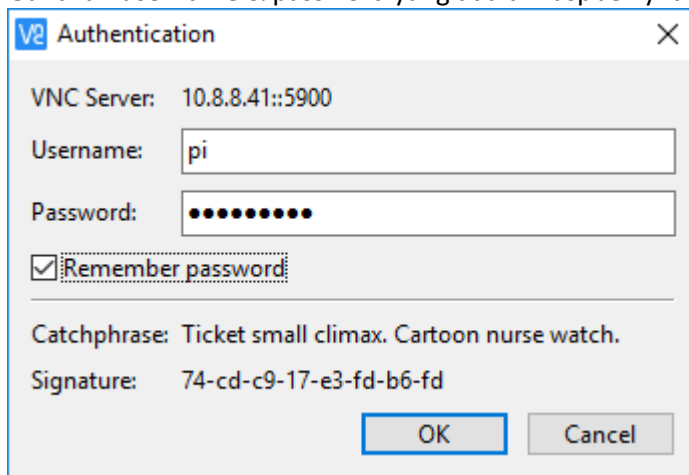 Authentication
VNC Server: 10.8.8.41::5900
Username: pi
Password: •••••••••
Remember password
Catchphrase: Ticket small climax. Cartoon nurse watch.
Signature: 74-cd-c9-17-e3-fd-b6-fd
OK Cancel